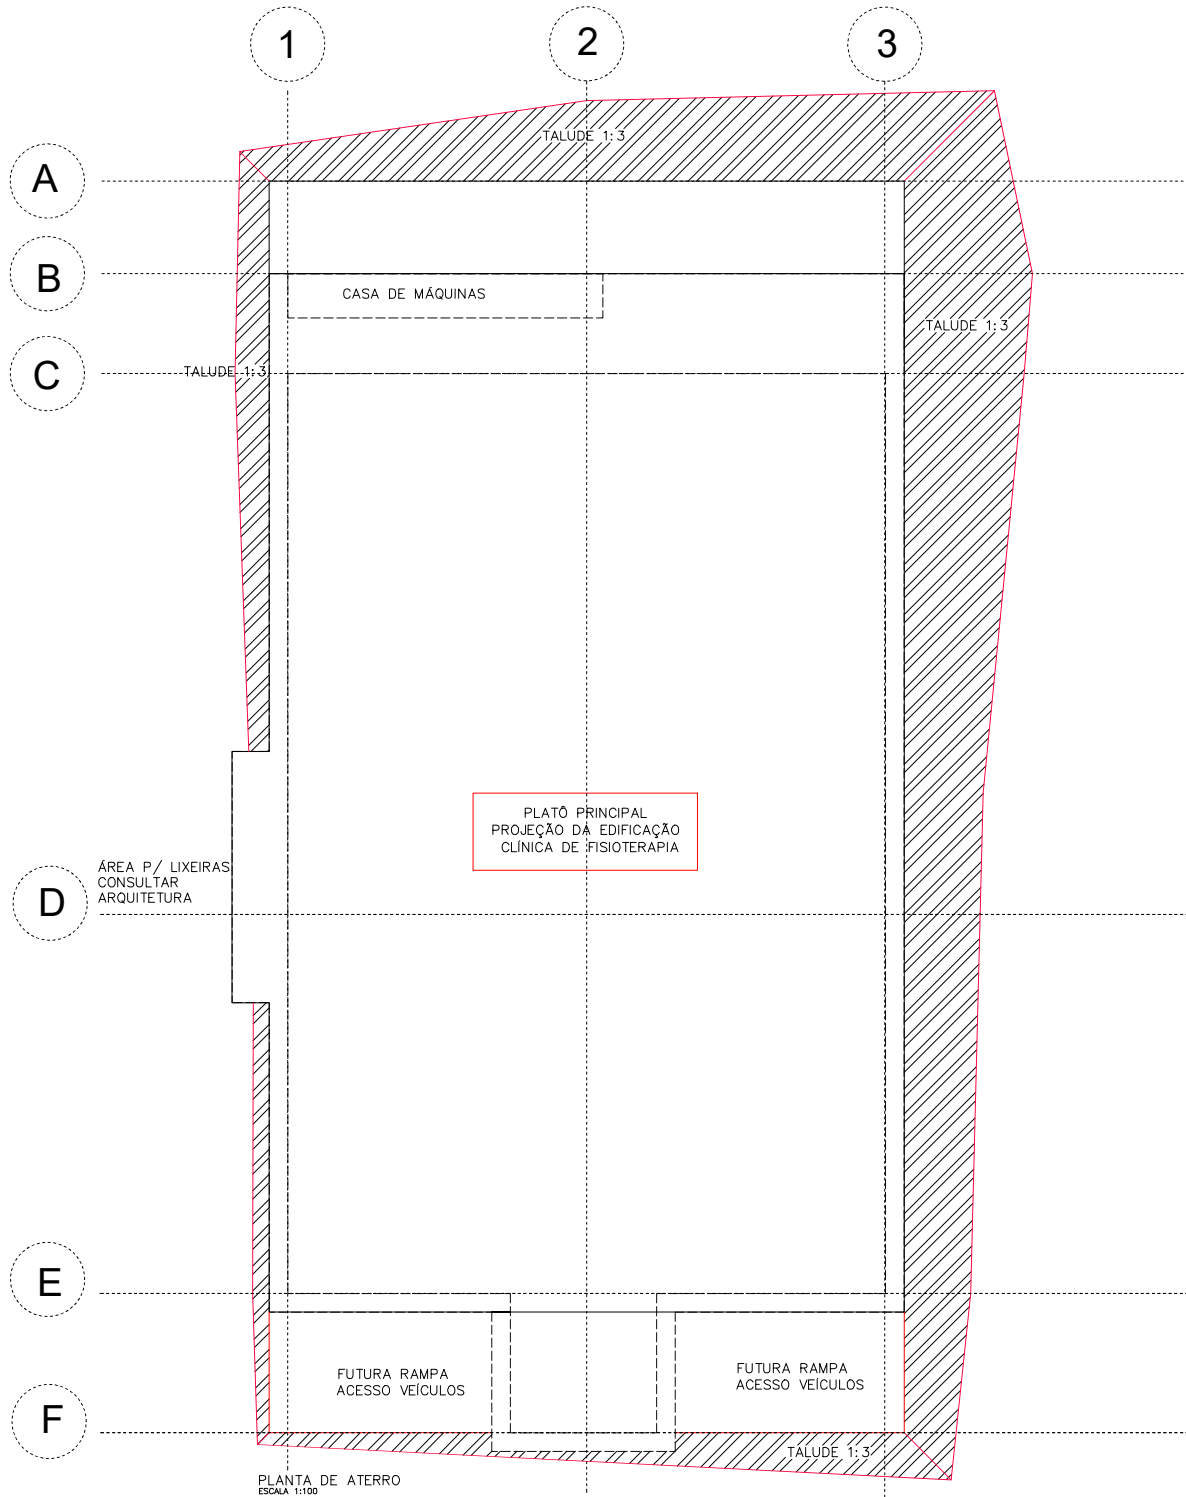 1
2
3
TALUDE 1:3
A
B
CASA DE MÁQUINAS
TALUDE 1:3
C
TALUDE 1:3
PLATÔ PRINCIPAL
PROJEÇÃO DA EDIFICAÇÃO
CLÍNICA DE FISIOTERAPIA
ÁREA P/ LIXEIRAS
CONSULTAR
ARQUITETURA
D
E
FUTURA RAMPA
ACESSO VEÍCULOS
FUTURA RAMPA
ACESSO VEÍCULOS
F
TALUDE 1:3
PLANTA DE ATERRO
ESCALA 1:100